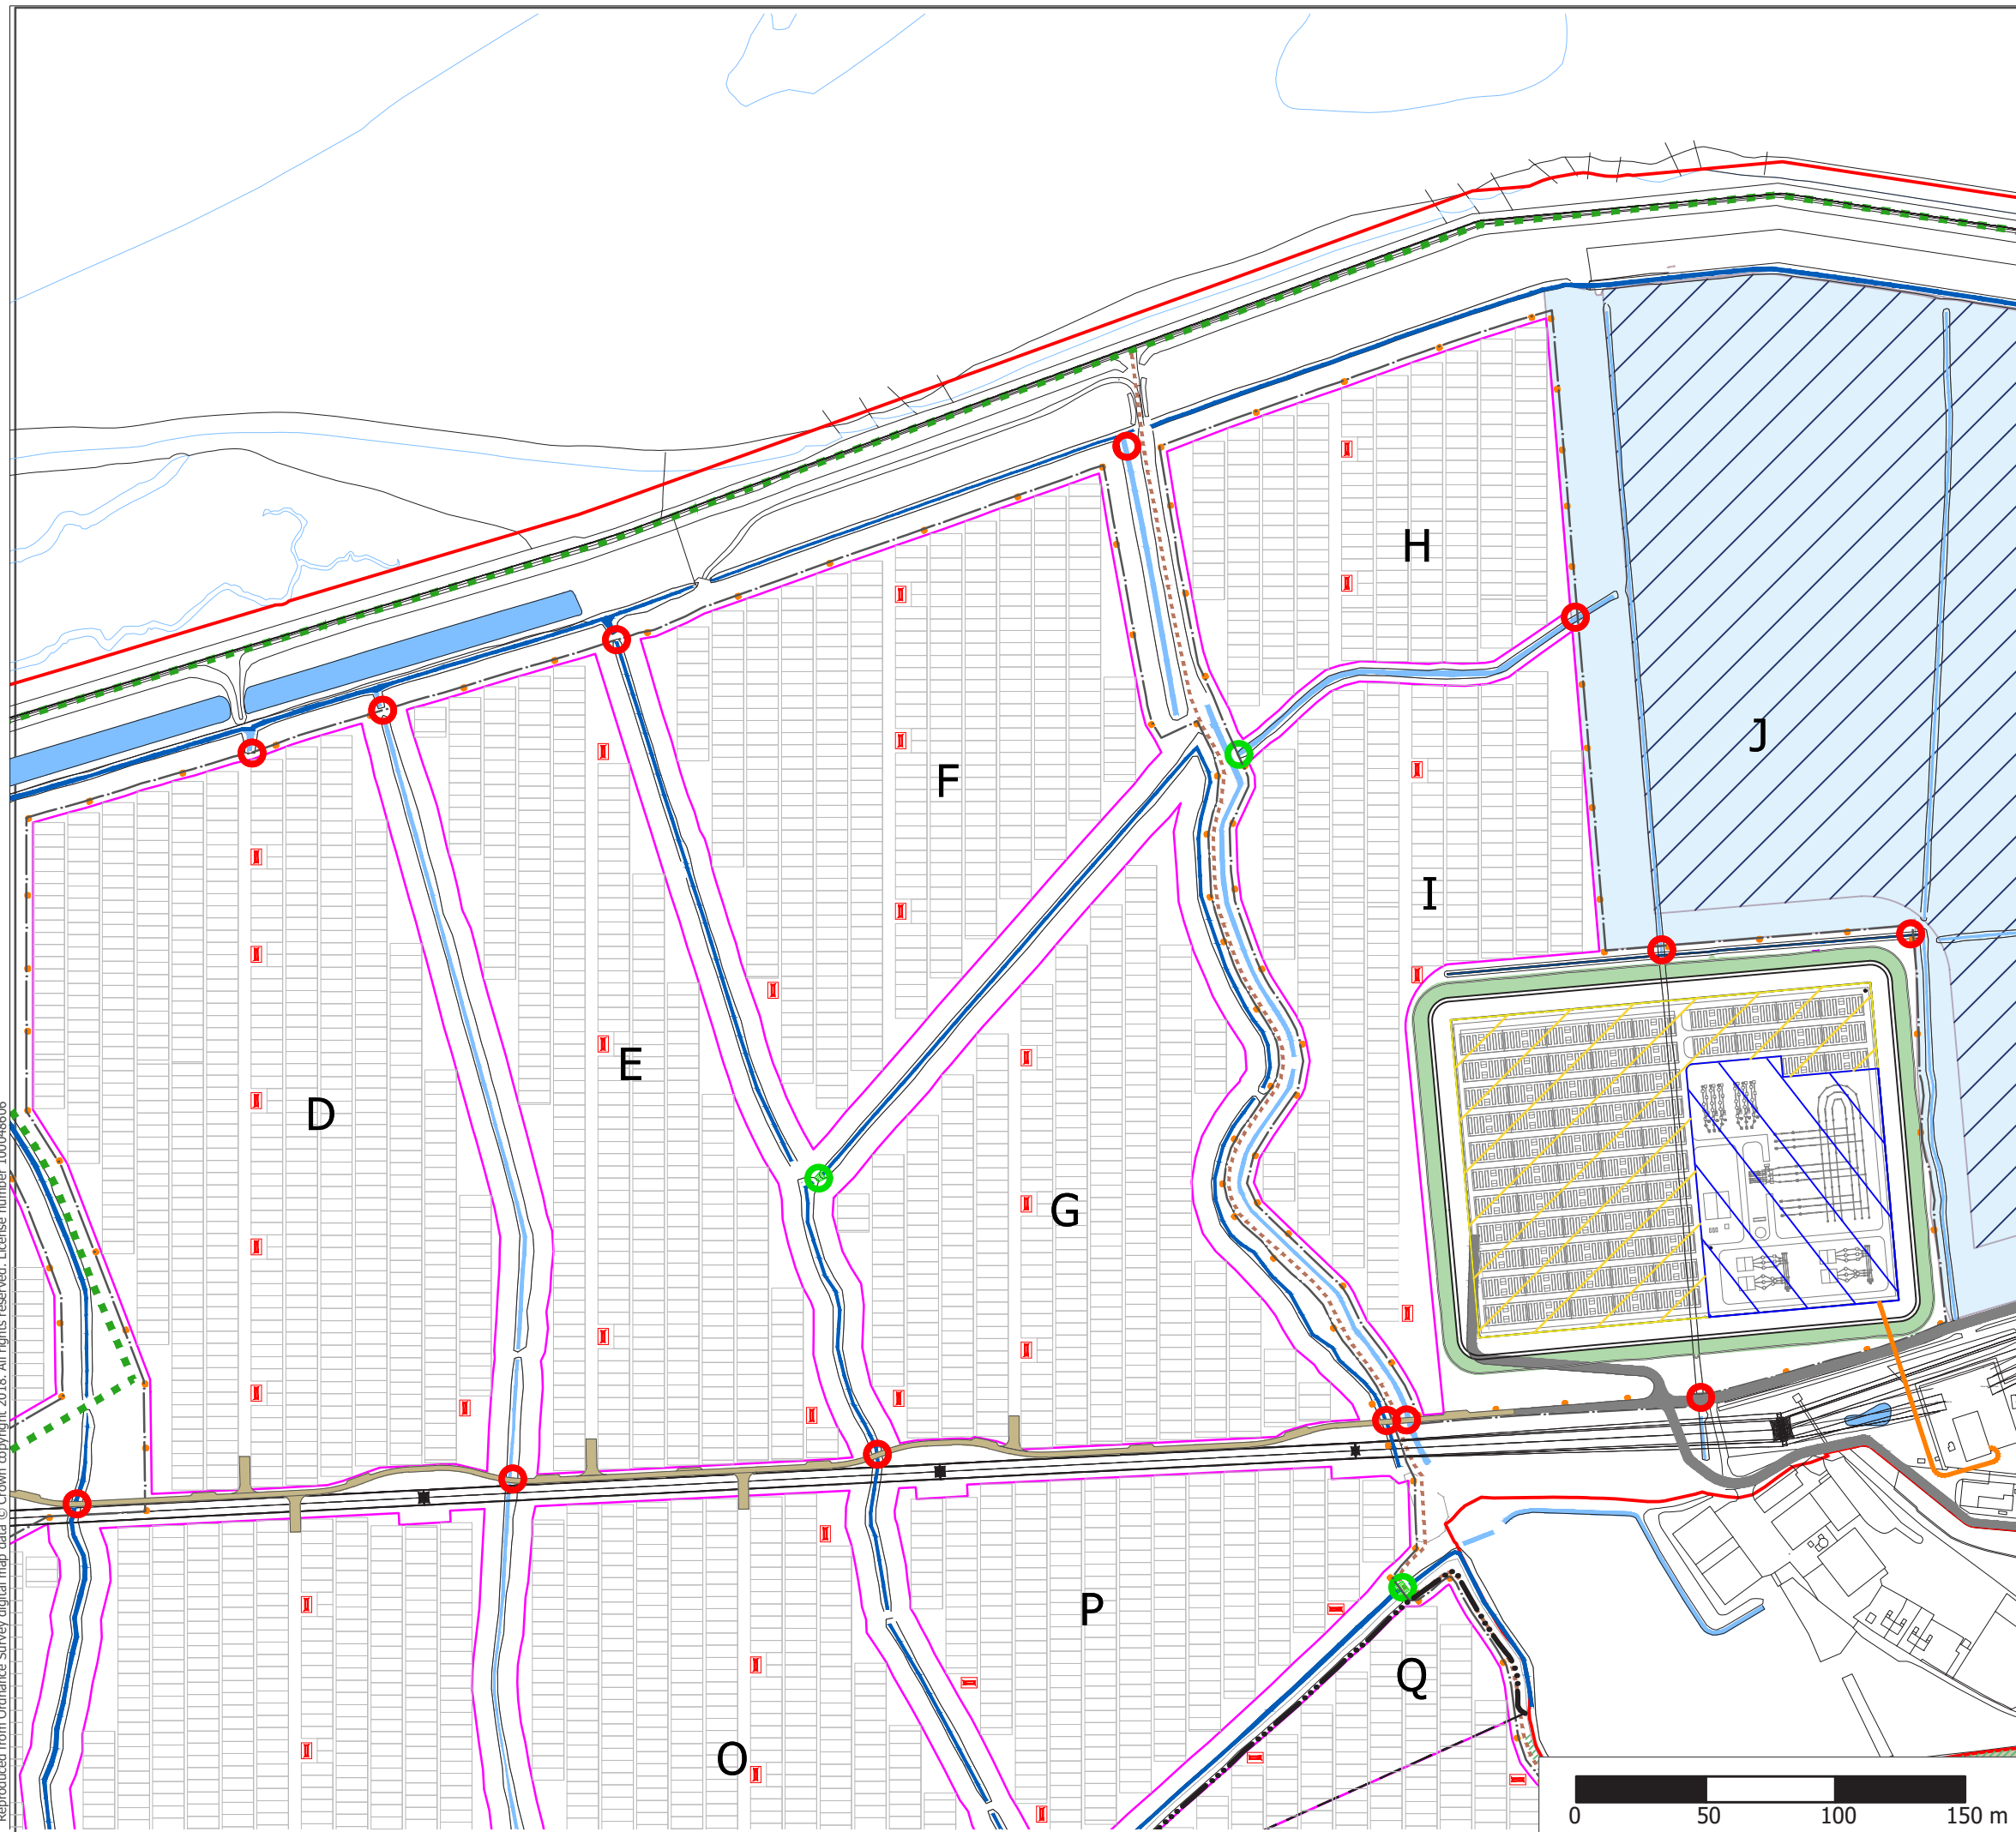 H
J
F
I
E
D
G
P
Q
O
0 50 100 150 m
Reproduced from Ordnance Survey digital map data © Crown copyright 2018. All rights reserved. License number 100048606